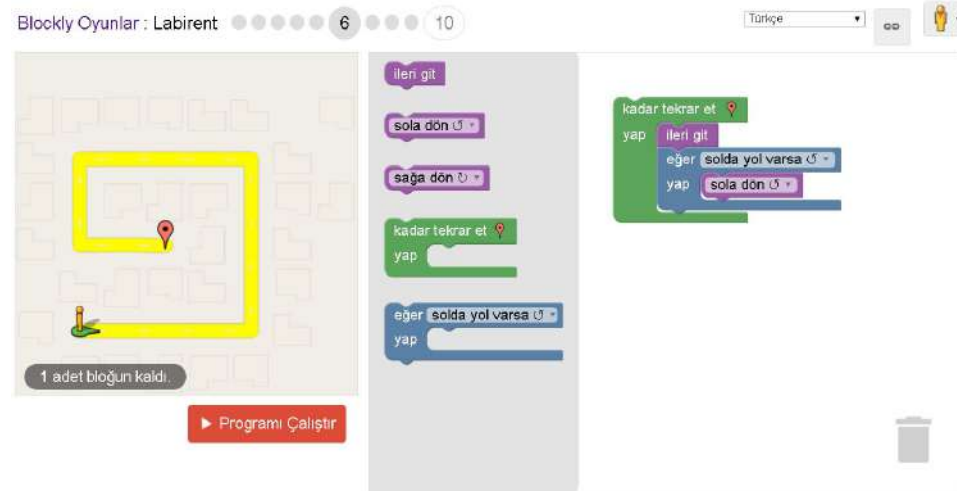 Blockly Oyunlar : Labirent 6 10
Türkçe
ileri git
sola dön ↺
sağa dön ↻
kadar tekrar et
yap
eğer solda yol varsa ↺
yap
kadar tekrar et
yap ileri git
eğer solda yol varsa ↺
yap sola dön ↺
1 adet bloğun kaldı.
Programı Çalıştır